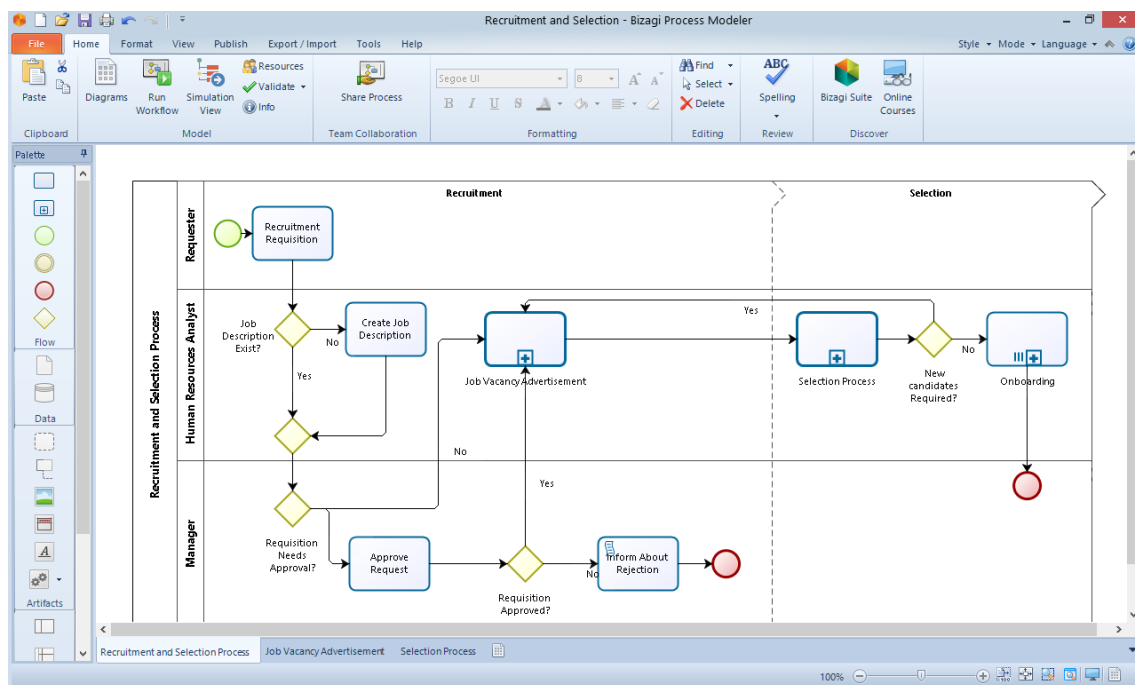 Recruitment and Selection - Bizagi Process Modeler
File Home Format View Publish Export / Import Tools Help
Style Mode Language
Paste
Clipboard
Diagrams
Run
Workflow
Simulation
View
Resources
Validate
Info
Model
Share Process
Team Collaboration
Segoe UI 8 A A
B I U S A
Formatting
Find
Select
Delete
Editing
ABC
Spelling
Review
Bizagi Suite
Online
Courses
Discover
Palette
Flow
Data
A
Artifacts
Recruitment and Selection Process
Recruitment
Selection
Requester
Recruitment
Requisition
Human Resources Analyst
Job
Description
Exist?
No
Create Job
Description
Yes
Job Vacancy Advertisement
Yes
Selection Process
New
candidates
Required?
No
Onboarding
No
Manager
Requisition
Needs
Approval?
Approve
Request
Yes
Requisition
Approved?
No
Inform About
Rejection
Recruitment and Selection Process Job Vacancy Advertisement Selection Process
100%